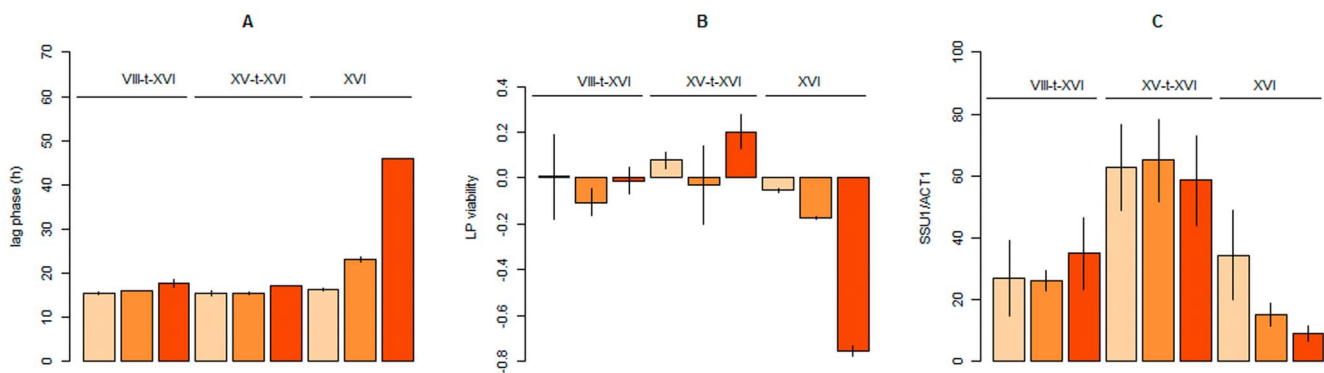 A
lag phase (h)
0
10
20
30
40
50
60
70
VIII-t-XVI
XV-t-XVI
XVI
B
LP viability
0.4
0.2
0.0
-0.2
-0.4
-0.6
-0.8
VIII-t-XVI
XV-t-XVI
XVI
C
SSU1/ACT1
0
20
40
60
80
100
VIII-t-XVI
XV-t-XVI
XVI